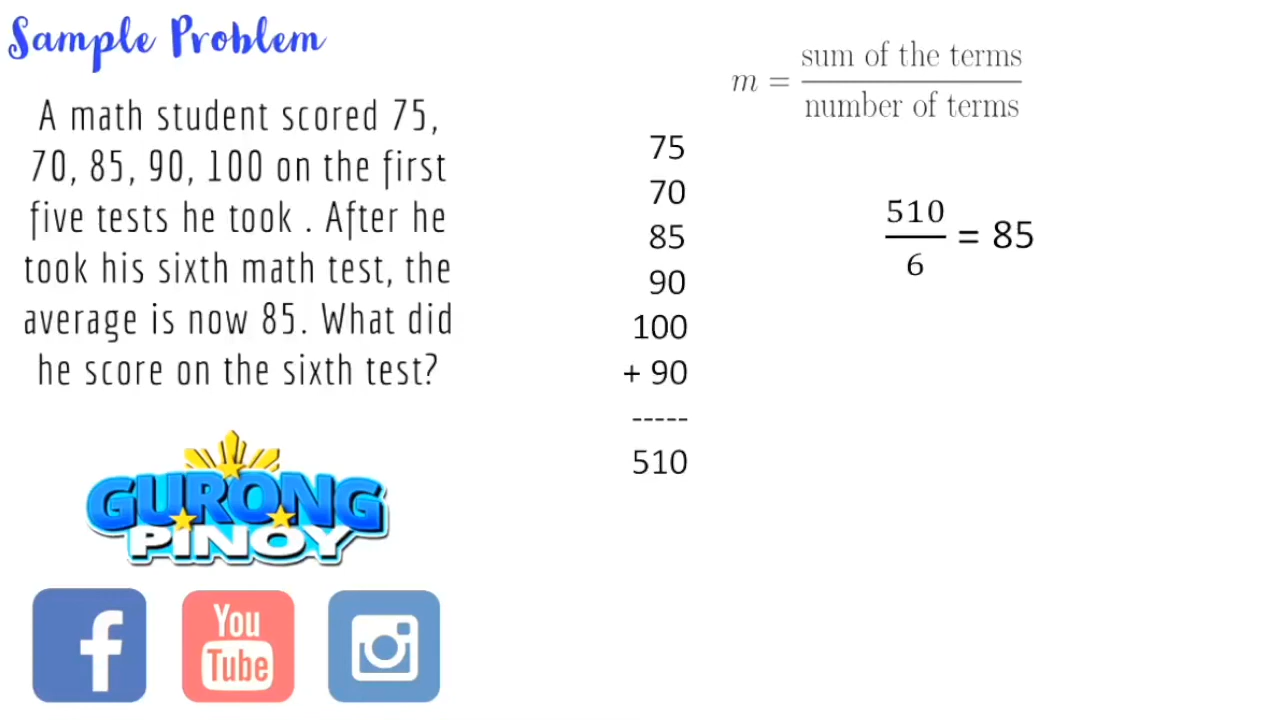 Sample Problem
A math student scored 75,
70, 85, 90, 100 on the first
five tests he took . After he
took his sixth math test, the
average is now 85. What did
he score on the sixth test?
GURONG
PINOY
f
You
Tube
m = sum of the terms / number of terms
75
70
85
90
100
+ 90
-----
510
510/6 = 85